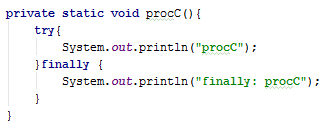 private static void procC(){
    try{
        System.out.println("procC");
    }finally {
        System.out.println("finally: procC");
    }
}